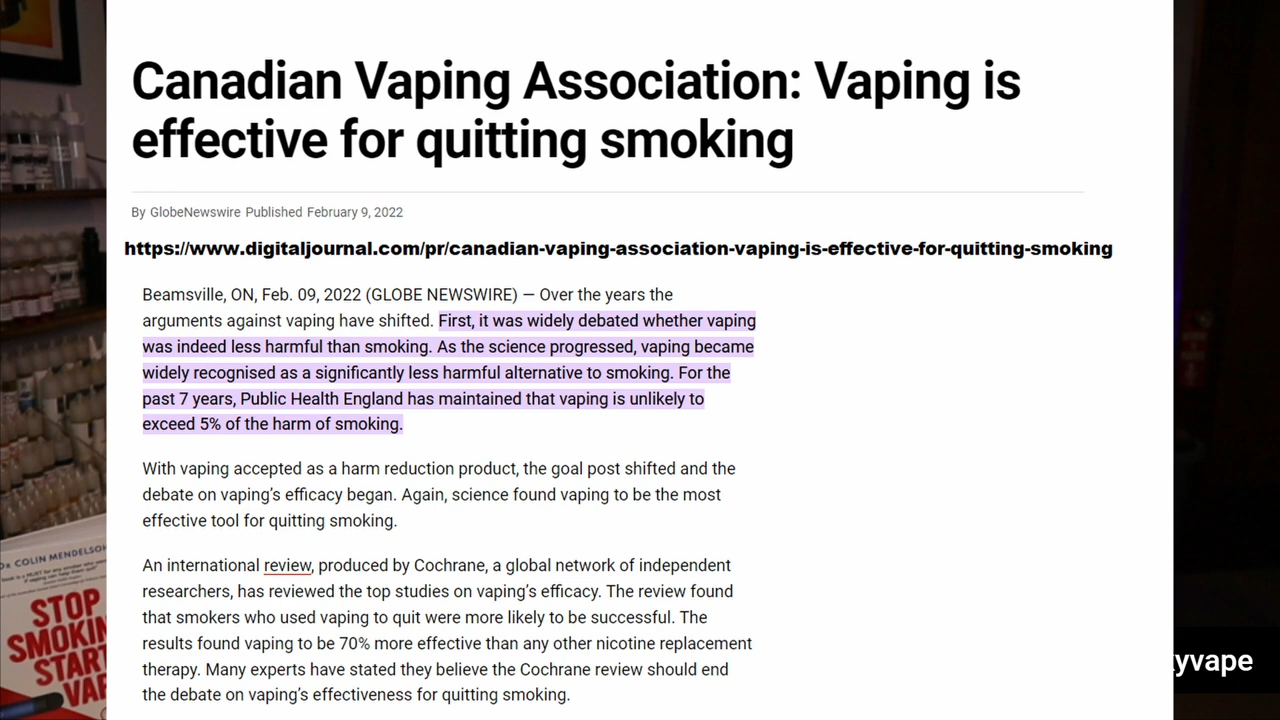 Canadian Vaping Association: Vaping is
effective for quitting smoking
By GlobeNewswire Published February 9, 2022
https://www.digitaljournal.com/pr/canadian-vaping-association-vaping-is-effective-for-quitting-smoking
Beamsville, ON, Feb. 09, 2022 (GLOBE NEWSWIRE) — Over the years the
arguments against vaping have shifted. First, it was widely debated whether vaping
was indeed less harmful than smoking. As the science progressed, vaping became
widely recognised as a significantly less harmful alternative to smoking. For the
past 7 years, Public Health England has maintained that vaping is unlikely to
exceed 5% of the harm of smoking.
With vaping accepted as a harm reduction product, the goal post shifted and the
debate on vaping’s efficacy began. Again, science found vaping to be the most
effective tool for quitting smoking.
An international review, produced by Cochrane, a global network of independent
researchers, has reviewed the top studies on vaping’s efficacy. The review found
that smokers who used vaping to quit were more likely to be successful. The
results found vaping to be 70% more effective than any other nicotine replacement
therapy. Many experts have stated they believe the Cochrane review should end
the debate on vaping’s effectiveness for quitting smoking.
COLIN MENDELSO
STOP
SMOKIN
START
VAP
yvape